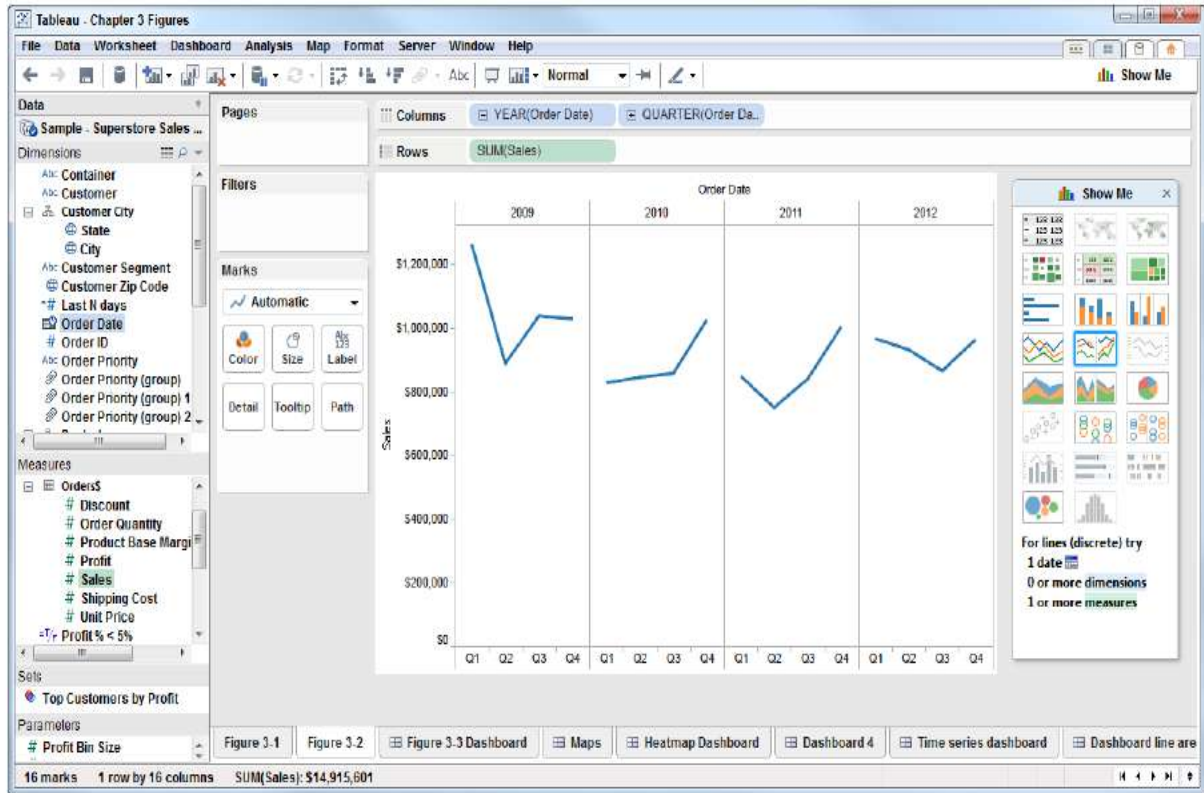 Tableau - Chapter 3 Figures
File Data Worksheet Dashboard Analysis Map Format Server Window Help
Abc Normal Show Me
Data
Sample - Superstore Sales ...
Dimensions
Abc Container
Abc Customer
Customer City
State
City
Abc Customer Segment
Customer Zip Code
=# Last N days
Order Date
# Order ID
Abc Order Priority
Order Priority (group)
Order Priority (group) 1
Order Priority (group) 2
Measures
Orders$
# Discount
# Order Quantity
# Product Base Margi
# Profit
# Sales
# Shipping Cost
# Unit Price
Profit % < 5%
Sets
Top Customers by Profit
Parameters
# Profit Bin Size
Pages
Filters
Marks
Automatic
Color Size Label
Detail Tooltip Path
Columns YEAR(Order Date) QUARTER(Order Da..
Rows SUM(Sales)
Order Date
2009 2010 2011 2012
$1,200,000
$1,000,000
$800,000
$600,000
$400,000
$200,000
$0
Sales
Q1 Q2 Q3 Q4 Q1 Q2 Q3 Q4 Q1 Q2 Q3 Q4 Q1 Q2 Q3 Q4
Show Me ×
For lines (discrete) try
1 date
0 or more dimensions
1 or more measures
Figure 3-1 Figure 3-2 Figure 3-3 Dashboard Maps Heatmap Dashboard Dashboard 4 Time series dashboard Dashboard line are
16 marks 1 row by 16 columns SUM(Sales): $14,915,601